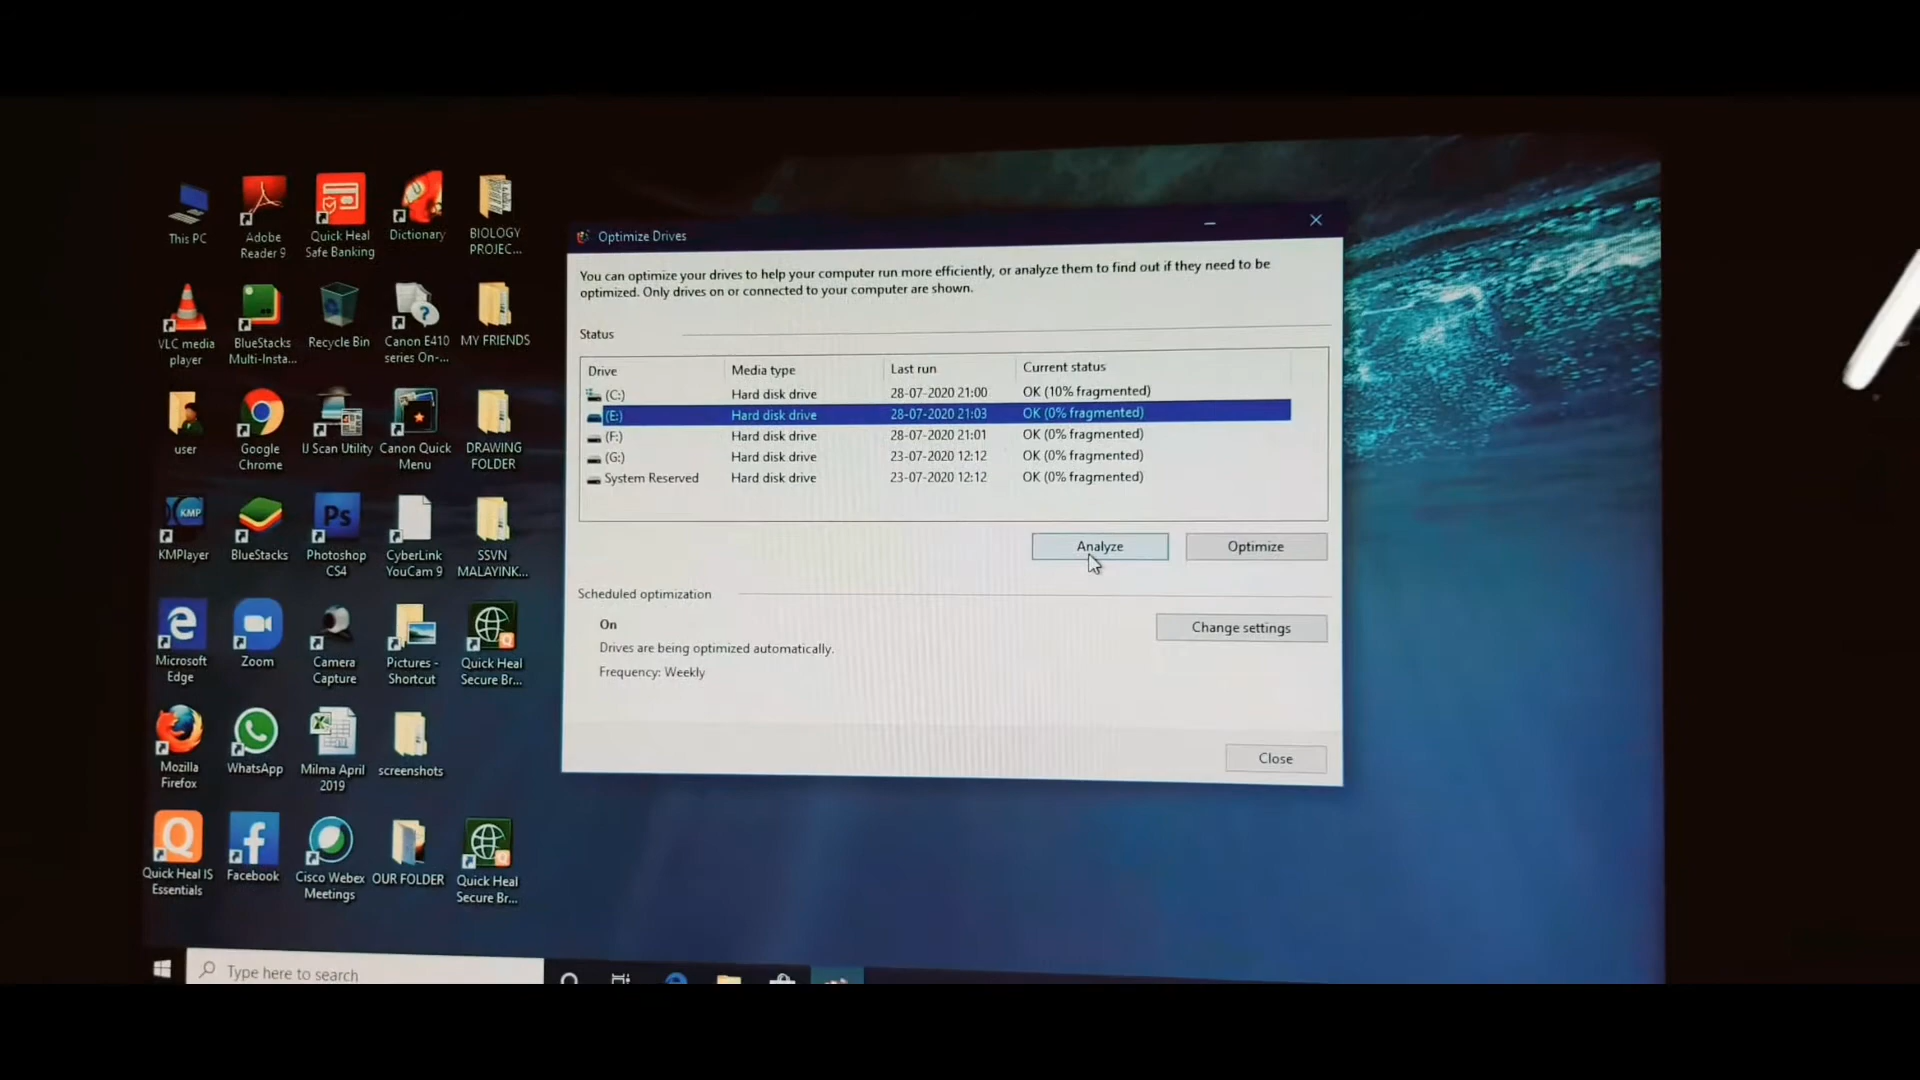 This PC
Adobe
Reader 9
Quick Heal
Safe Banking
Dictionary
BIOLOGY
PROJEC...
VLC media
player
BlueStacks
Multi-Insta...
Recycle Bin
Canon E410
series On-...
MY FRIENDS
user
Google
Chrome
IJ Scan Utility
Canon Quick
Menu
DRAWING
FOLDER
KMP
KMPlayer
BlueStacks
Ps
Photoshop
CS4
CyberLink
YouCam 9
SSVN
MALAYINK...
Microsoft
Edge
Zoom
Camera
Capture
Pictures -
Shortcut
Quick Heal
Secure Br...
Mozilla
Firefox
WhatsApp
Milma April
2019
screenshots
Quick Heal IS
Essentials
Facebook
Cisco Webex
Meetings
OUR FOLDER
Quick Heal
Secure Br...
Optimize Drives
You can optimize your drives to help your computer run more efficiently, or analyze them to find out if they need to be
optimized. Only drives on or connected to your computer are shown.
Status
Drive Media type Last run Current status
(C:) Hard disk drive 28-07-2020 21:00 OK (10% fragmented)
(E:) Hard disk drive 28-07-2020 21:03 OK (0% fragmented)
(F:) Hard disk drive 28-07-2020 21:01 OK (0% fragmented)
(G:) Hard disk drive 23-07-2020 12:12 OK (0% fragmented)
System Reserved Hard disk drive 23-07-2020 12:12 OK (0% fragmented)
Analyze Optimize
Scheduled optimization
On
Change settings
Drives are being optimized automatically.
Frequency: Weekly
Close
Type here to search